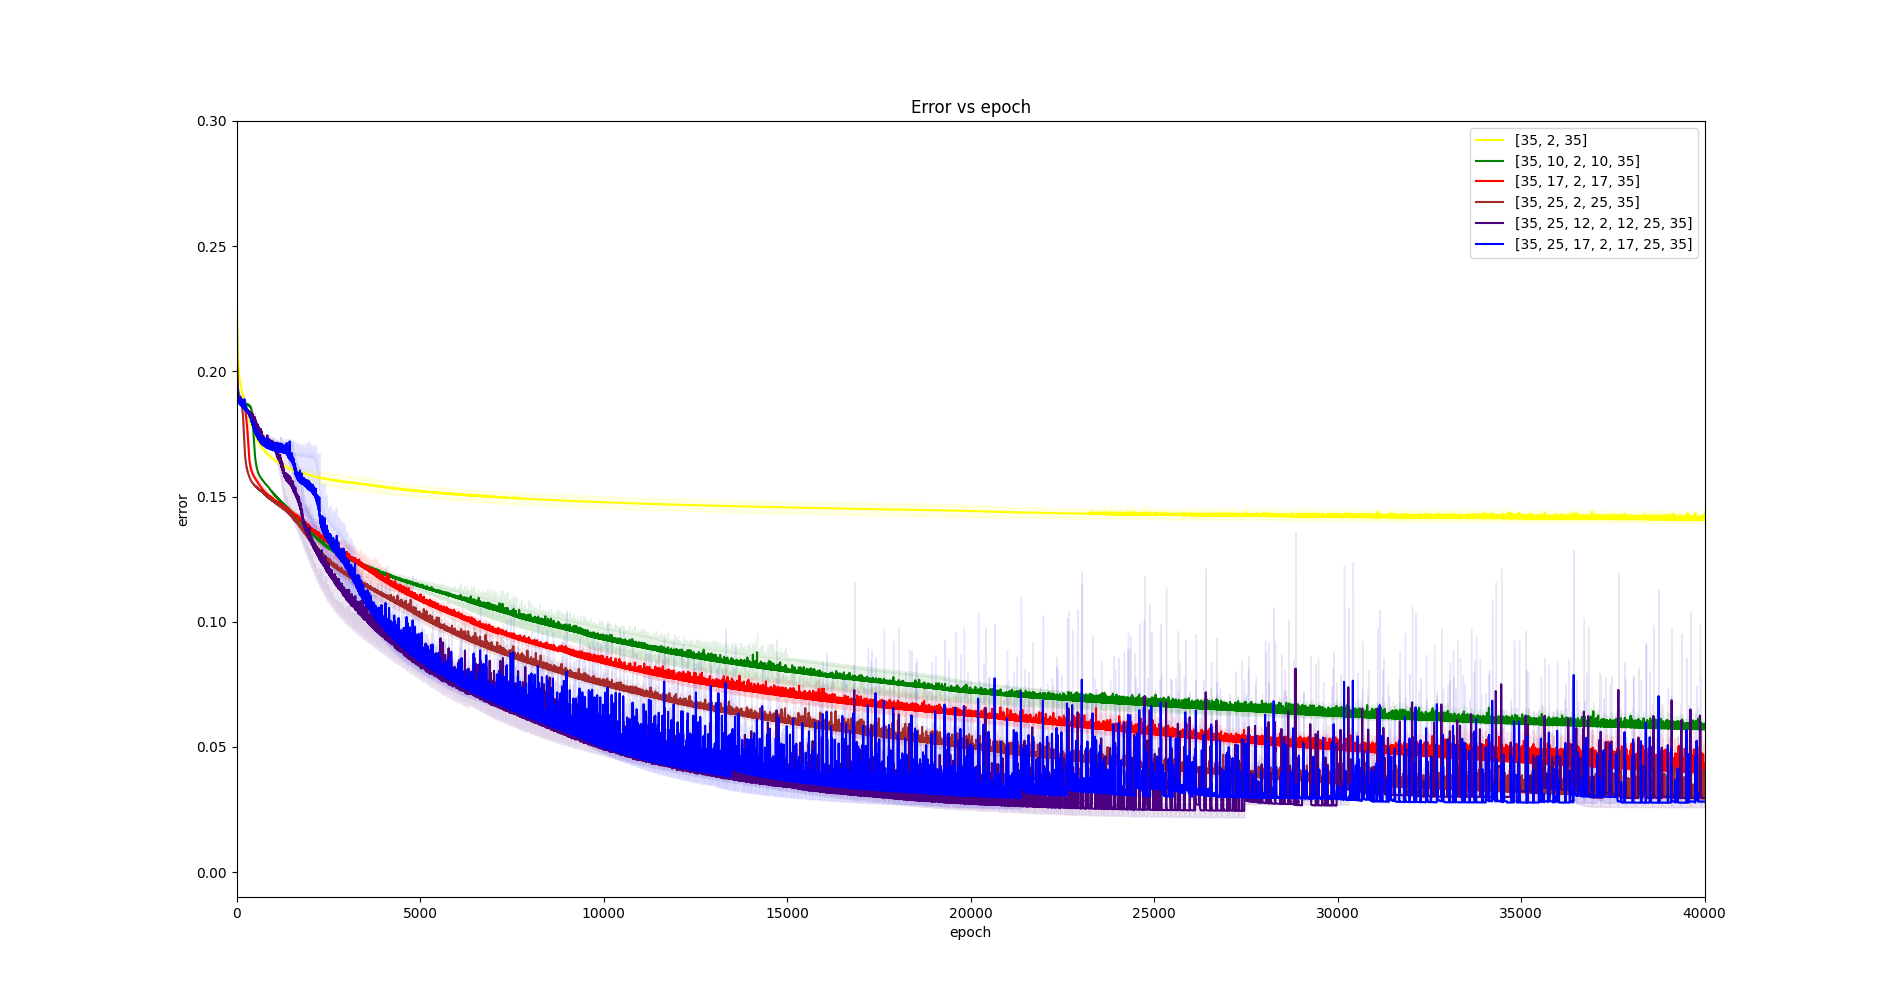 Error vs epoch
0.30
0.25
0.20
0.15
0.10
0.05
0.00
error
[35, 2, 35]
[35, 10, 2, 10, 35]
[35, 17, 2, 17, 35]
[35, 25, 2, 25, 35]
[35, 25, 12, 2, 12, 25, 35]
[35, 25, 17, 2, 17, 25, 35]
0 5000 10000 15000 20000 25000 30000 35000 40000
epoch